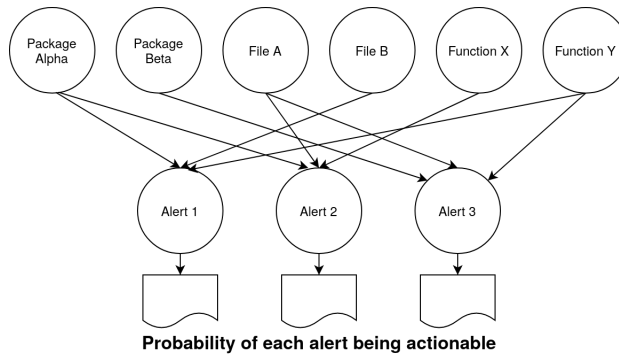 Package
Alpha
Package
Beta
File A
File B
Function X
Function Y
Alert 1
Alert 2
Alert 3
Probability of each alert being actionable